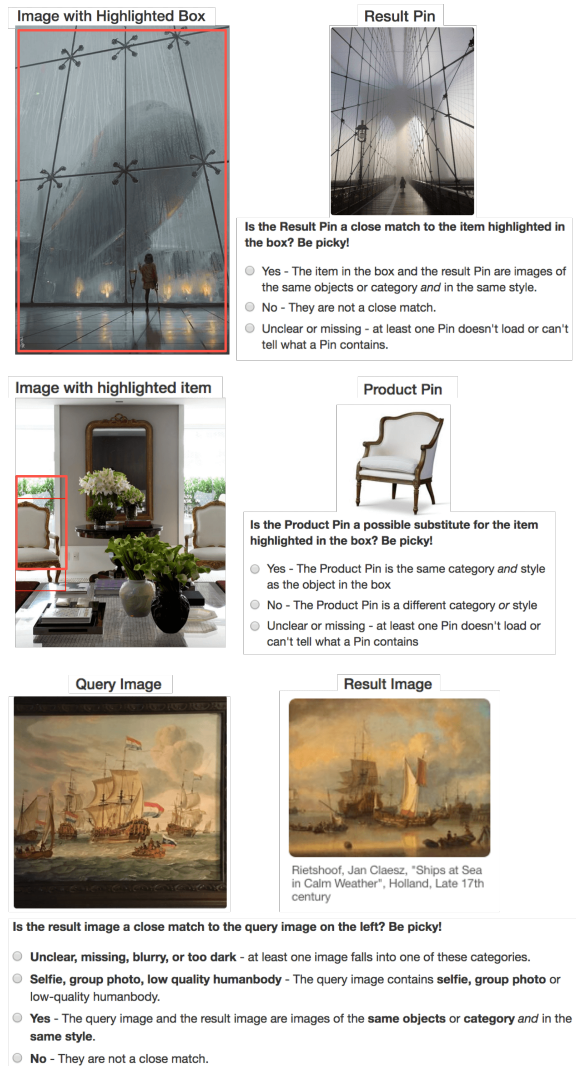 Image with Highlighted Box
Result Pin
Is the Result Pin a close match to the item highlighted in
the box? Be picky!
Yes - The item in the box and the result Pin are images of
the same objects or category and in the same style.
No - They are not a close match.
Unclear or missing - at least one Pin doesn't load or can't
tell what a Pin contains.
Image with highlighted item
Product Pin
Is the Product Pin a possible substitute for the item
highlighted in the box? Be picky!
Yes - The Product Pin is the same category and style
as the object in the box
No - The Product Pin is a different category or style
Unclear or missing - at least one Pin doesn't load or
can't tell what a Pin contains
Query Image
Result Image
Rietshoof, Jan Claesz, "Ships at Sea
in Calm Weather", Holland, Late 17th
century
Is the result image a close match to the query image on the left? Be picky!
Unclear, missing, blurry, or too dark - at least one image falls into one of these categories.
Selfie, group photo, low quality humanbody - The query image contains selfie, group photo or
low-quality humanbody.
Yes - The query image and the result image are images of the same objects or category and in the
same style.
No - They are not a close match.